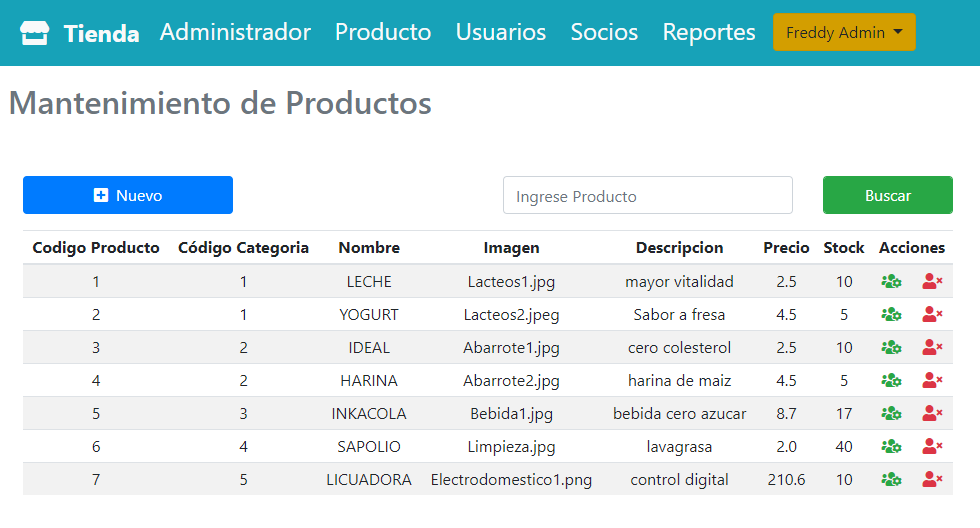 Tienda Administrador Producto Usuarios Socios Reportes Freddy Admin
Mantenimiento de Productos
Nuevo Ingrese Producto Buscar
Codigo Producto Código Categoria Nombre Imagen Descripcion Precio Stock Acciones
1 1 LECHE Lacteos1.jpg mayor vitalidad 2.5 10
2 1 YOGURT Lacteos2.jpeg Sabor a fresa 4.5 5
3 2 IDEAL Abarrote1.jpg cero colesterol 2.5 10
4 2 HARINA Abarrote2.jpg harina de maiz 4.5 5
5 3 INKACOLA Bebida1.jpg bebida cero azucar 8.7 17
6 4 SAPOLIO Limpieza.jpg lavagrasa 2.0 40
7 5 LICUADORA Electrodomestico1.png control digital 210.6 10